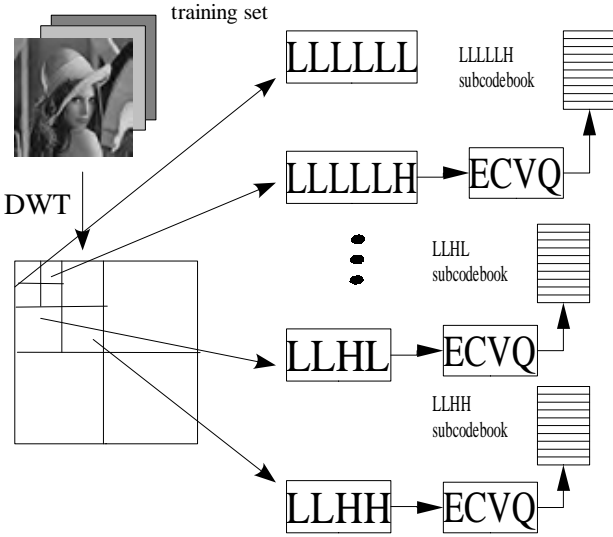 training set
LLLLLL
LLLLLH
subcodebook
LLLLLH
ECVQ
DWT
LLHL
subcodebook
LLHL
ECVQ
LLHH
subcodebook
LLHH
ECVQ